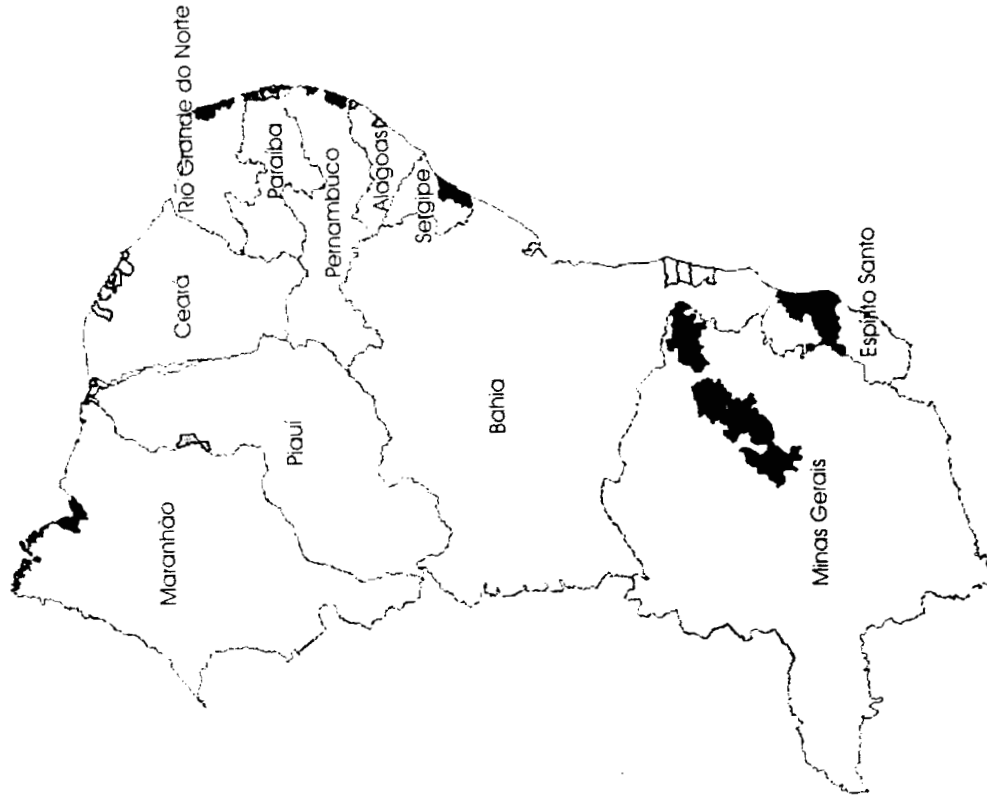 Rio Grande do Norte
Paraíba
Ceará
Pernambuco
Alagoas
Maranhão
Piauí
Sergipe
Bahia
Espírito Santo
Minas Gerais